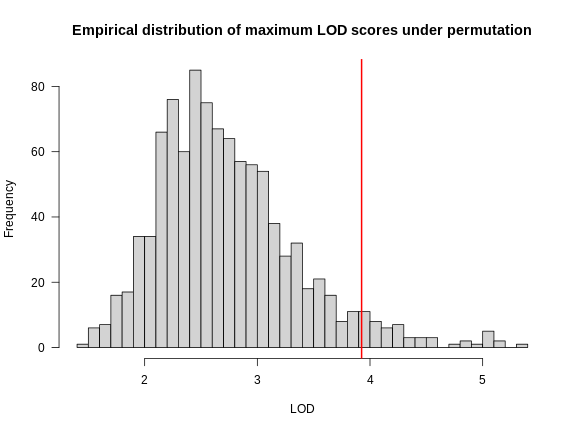 Empirical distribution of maximum LOD scores under permutation
Frequency
80
60
40
20
0
2 3 4 5
LOD